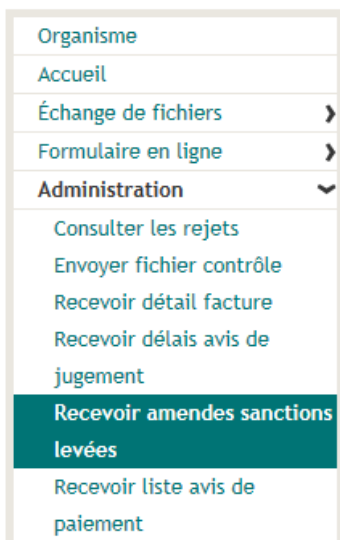 Organisme
Accueil
Échange de fichiers
Formulaire en ligne
Administration
Consulter les rejets
Envoyer fichier contrôle
Recevoir détail facture
Recevoir délais avis de
jugement
Recevoir amendes sanctions
levées
Recevoir liste avis de
paiement